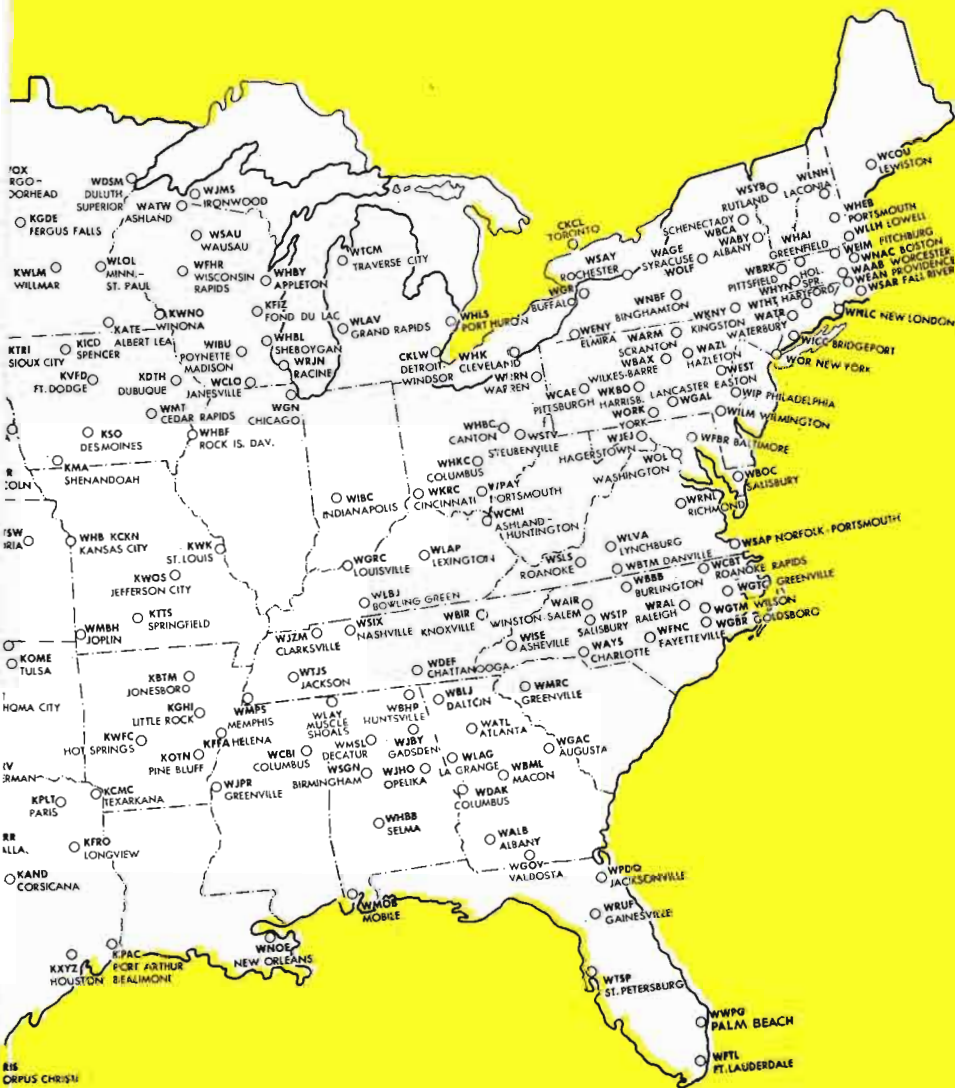 WCOU
LEWISTON
WLNH
LACONIA
WSYB
RUTLAND
WHEB
PORTSMOUTH
WLLH LOWELL
WEIM FITCHBURG
WNAC BOSTON
WAAB WORCESTER
WEAN PROVIDENCE
WSAR FALL RIVER
WNLC NEW LONDON
WICC BRIDGEPORT
WOR NEW YORK
SCHENECTADY
WBCA
WABY
ALBANY
WHAI
GREENFIELD
WBRK
PITTSFIELD
HOL.
SPR.
WHYN
WTHT HARTFORD
WATR
WATERBURY
CKCL
TORONTO
WSAY
ROCHESTER
WAGE
SYRACUSE
WOLF
WGR
BUFFALO
WNBF
BINGHAMTON
WKNY
KINGSTON
WENY
ELMIRA
WARM
SCRANTON
WAZL
HAZLETON
WBAX
WILKES-BARRE
WEST
EASTON
WCAE
PITTSBURGH
WKBO
HARRISB.
LANCASTER
WGAL
WIP PHILADELPHIA
WORK
YORK
WILM WILMINGTON
WJEJ
HAGERSTOWN
WFBR BALTIMORE
WOL
WASHINGTON
WBOC
SALISBURY
VOX
RGO-
OORHEAD
WDSM
DULUTH
SUPERIOR
WJMS
IRONWOOD
WATW
ASHLAND
KGDE
FERGUS FALLS
WSAU
WAUSAU
WTCM
TRAVERSE CITY
KWLM
WILLMAR
WLOL
MINN.-
ST. PAUL
WFHR
WISCONSIN
RAPIDS
WHBY
APPLETON
KWNO
WINONA
KFIZ
FOND DU LAC
WLAV
GRAND RAPIDS
WHLS
PORT HURON
KATE
ALBERT LEA
WIBU
POYNETTE
MADISON
WHBL
SHEBOYGAN
KTRI
SIOUX CITY
KICD
SPENCER
WRJN
RACINE
CKLW
DETROIT-
WINDSOR
WHK
CLEVELAND
WRRN
WARREN
KVFD
FT. DODGE
KDTH
DUBUQUE
WCLO
JANESVILLE
WGN
CHICAGO
WMT
CEDAR RAPIDS
WHBC
CANTON
WSTV
STEUBENVILLE
KSO
DESMOINES
WHBF
ROCK IS. DAV.
KMA
SHENANDOAH
R
COLN
WHKC
COLUMBUS
WIBC
INDIANAPOLIS
WKRC
CINCINNATI
WPAY
PORTSMOUTH
WCMI
ASHLAND-
HUNTINGTON
WRNL
RICHMOND
TSW
RIA
WHB KCKN
KANSAS CITY
KWK
ST. LOUIS
WLVA
LYNCHBURG
WSAP NORFOLK - PORTSMOUTH
WGRC
LOUISVILLE
WLAP
LEXINGTON
WSLS
ROANOKE
WBTM DANVILLE
WCBT
ROANOKE RAPIDS
KWOS
JEFFERSON CITY
WLBJ
BOWLING GREEN
WBBB
BURLINGTON
WGTC GREENVILLE
KTTS
SPRINGFIELD
WAIR
WINSTON-SALEM
WRAL
RALEIGH
WGTM WILSON
WGBR GOLDSBORO
WMBH
JOPLIN
WJZM
CLARKSVILLE
WSIX
NASHVILLE
WBIR
KNOXVILLE
WSTP
SALISBURY
WFNC
FAYETTEVILLE
WISE
ASHEVILLE
WAYS
CHARLOTTE
KOME
TULSA
WTJS
JACKSON
WDEF
CHATTANOOGA
KBTM
JONESBORO
WBLJ
DALTON
WMRC
GREENVILLE
HOMA CITY
KGHI
LITTLE ROCK
WMPS
MEMPHIS
WLAY
MUSCLE
SHOALS
WBHP
HUNTSVILLE
WATL
ATLANTA
KWFC
HOT SPRINGS
KFFA HELENA
WCBI
COLUMBUS
WMSL
DECATUR
WJBY
GADSDEN
WGAC
AUGUSTA
KOTN
PINE BLUFF
WSGN
BIRMINGHAM
WJHO
OPELIKA
WLAG
LA GRANGE
WBML
MACON
RV
ERMAN
KPLT
PARIS
KCMC
TEXARKANA
WJPR
GREENVILLE
WDAK
COLUMBUS
WHBB
SELMA
RR
ALLA.
KFRO
LONGVIEW
WALB
ALBANY
WGOV
VALDOSTA
KAND
CORSICANA
WMOB
MOBILE
WPDQ
JACKSONVILLE
WRUF
GAINESVILLE
KXYZ
HOUSTON
KPAC
PORT ARTHUR
BEAUMONT
WNOE
NEW ORLEANS
WTSP
ST. PETERSBURG
WWPG
PALM BEACH
WFTL
FT. LAUDERDALE
RIS
ORPUS CHRISTI